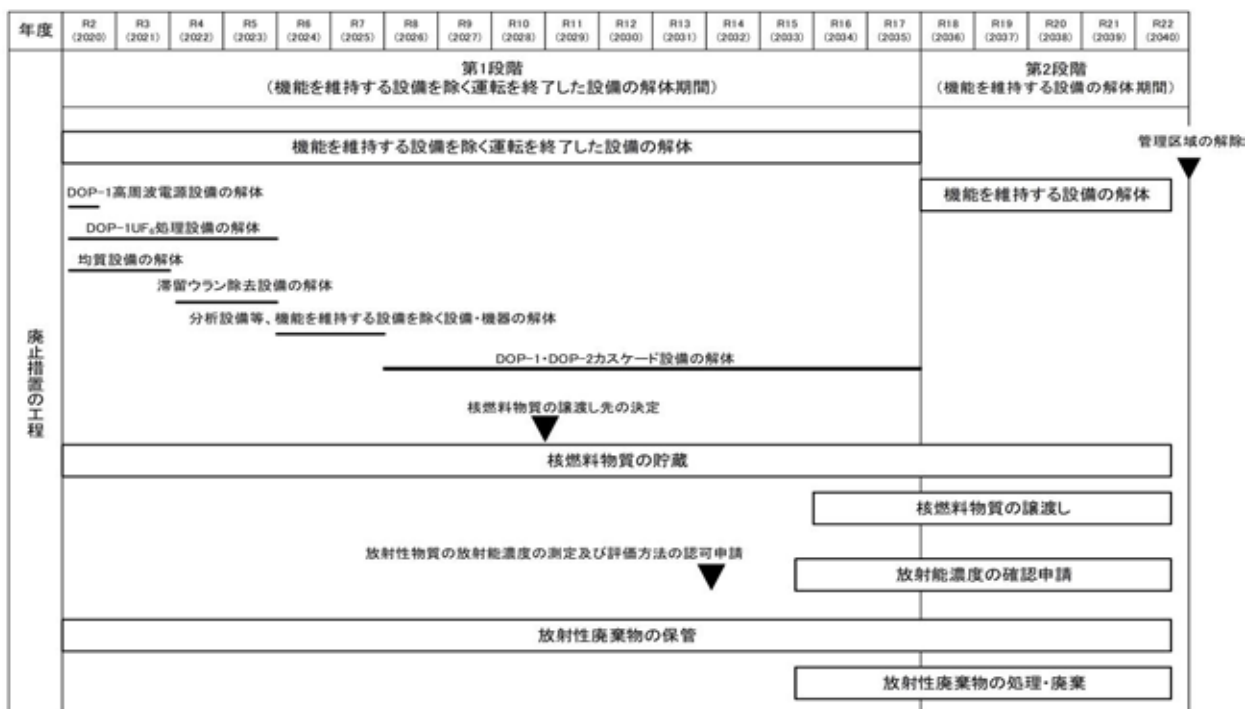 年度
R2
(2020)
R3
(2021)
R4
(2022)
R5
(2023)
R6
(2024)
R7
(2025)
R8
(2026)
R9
(2027)
R10
(2028)
R11
(2029)
R12
(2030)
R13
(2031)
R14
(2032)
R15
(2033)
R16
(2034)
R17
(2035)
R18
(2036)
R19
(2037)
R20
(2038)
R21
(2039)
R22
(2040)
第1段階
(機能を維持する設備を除く運転を終了した設備の解体期間)
第2段階
(機能を維持する設備の解体期間)
廃止措置の工程
機能を維持する設備を除く運転を終了した設備の解体
管理区域の解除
DOP-1高周波電源設備の解体
機能を維持する設備の解体
DOP-1UF₆処理設備の解体
均質設備の解体
滞留ウラン除去設備の解体
分析設備等、機能を維持する設備を除く設備・機器の解体
DOP-1・DOP-2カスケード設備の解体
核燃料物質の譲渡し先の決定
核燃料物質の貯蔵
核燃料物質の譲渡し
放射性物質の放射能濃度の測定及び評価方法の認可申請
放射能濃度の確認申請
放射性廃棄物の保管
放射性廃棄物の処理・廃棄